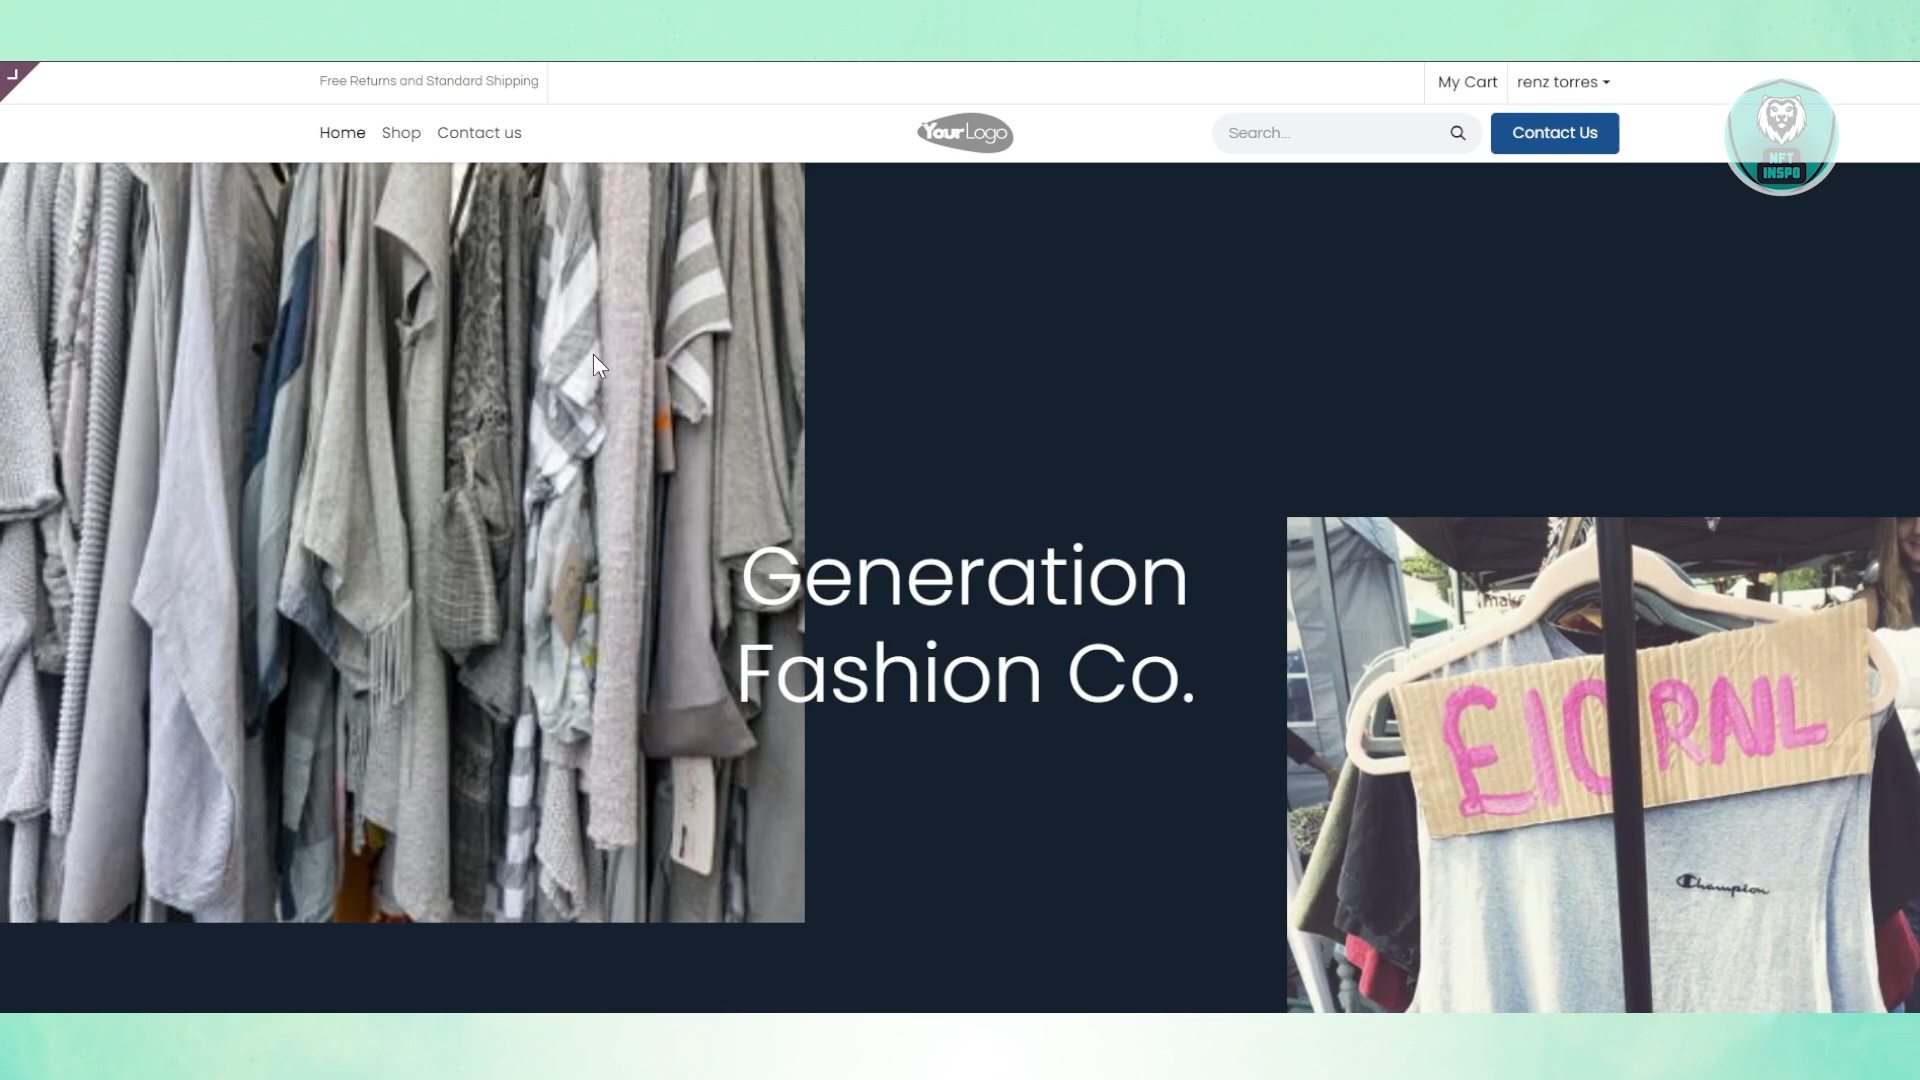 Free Returns and Standard Shipping
My Cart
renz torres
Home Shop Contact us
YourLogo
Search...
Contact Us
NFT
INSPO
Generation
Fashion Co.
make
£10 RAIL
Champion